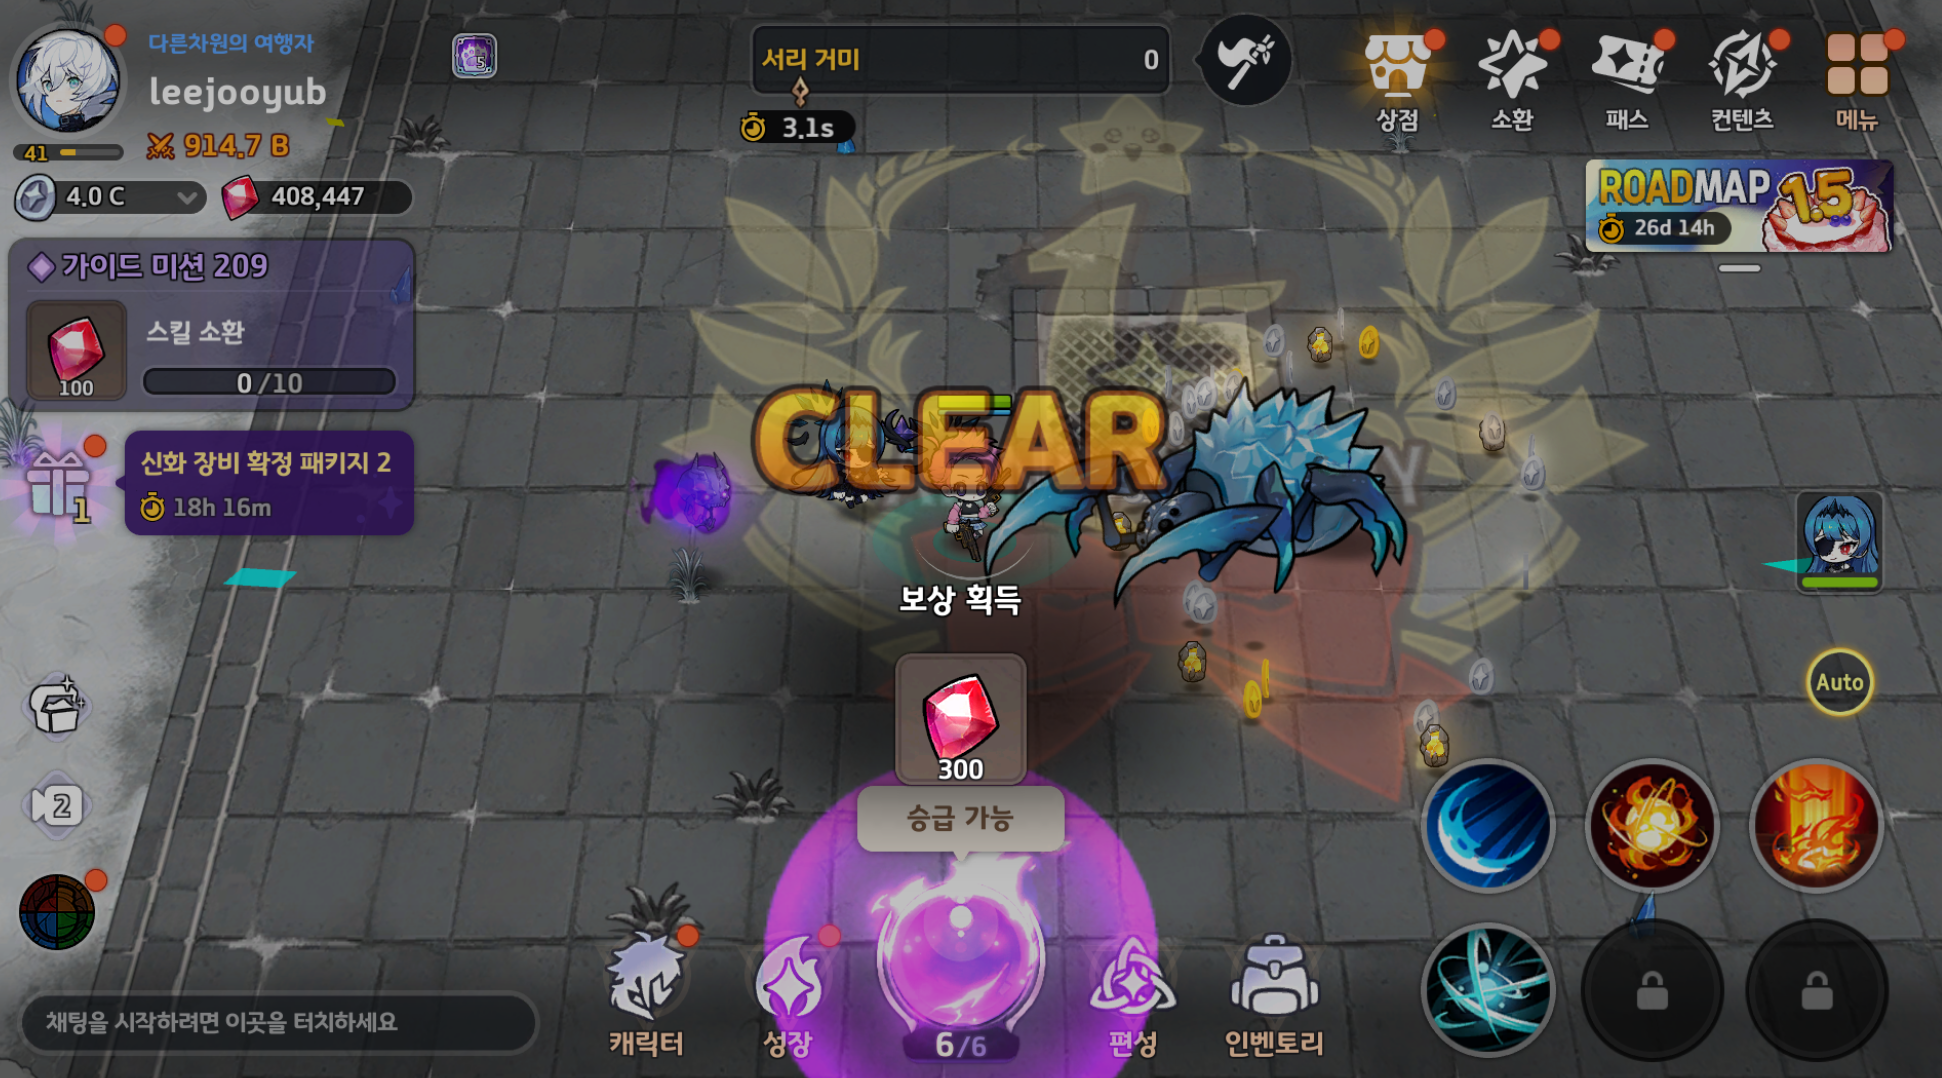 다른차원의 여행자
leejooyub
41
914.7 B
4.0 C
408,447
5
서리 거미
0
3.1s
상점
소환
패스
컨텐츠
메뉴
ROADMAP 1.5
26d 14h
가이드 미션 209
스킬 소환
100
0/10
신화 장비 확정 패키지 2
18h 16m
1
CLEAR
보상 획득
300
승급 가능
2
Auto
채팅을 시작하려면 이곳을 터치하세요
캐릭터
성장
6/6
편성
인벤토리